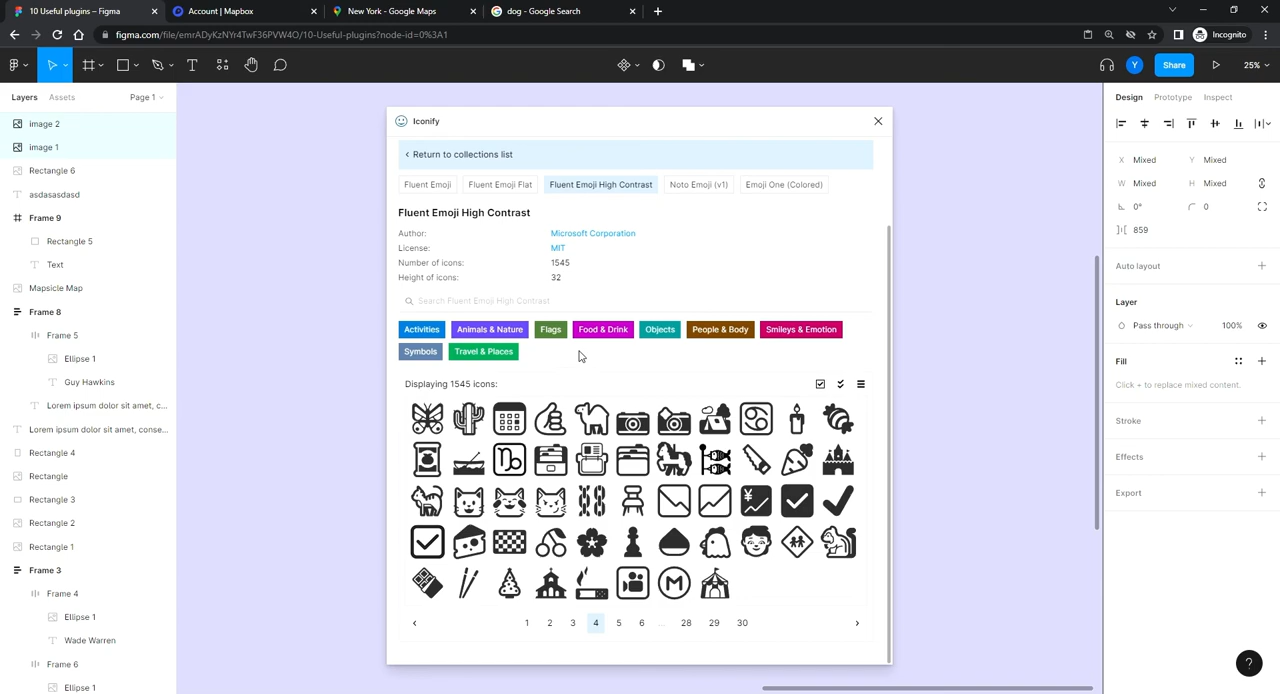 10 Useful plugins – Figma
Account | Mapbox
New York - Google Maps
dog - Google Search
figma.com/file/emrADyKzNYr4TwF36PVW4O/10-Useful-plugins?node-id=0%3A1
Incognito
Y
Share
25%
Layers
Assets
Page 1
image 2
image 1
Rectangle 6
asdasasdasd
Frame 9
Rectangle 5
Text
Mapsicle Map
Frame 8
Frame 5
Ellipse 1
Guy Hawkins
Lorem ipsum dolor sit amet, c...
Lorem ipsum dolor sit amet, conse...
Rectangle 4
Rectangle
Rectangle 3
Rectangle 2
Rectangle 1
Frame 3
Frame 4
Ellipse 1
Wade Warren
Frame 6
Ellipse 1
Iconify
Return to collections list
Fluent Emoji
Fluent Emoji Flat
Fluent Emoji High Contrast
Noto Emoji (v1)
Emoji One (Colored)
Fluent Emoji High Contrast
Author: Microsoft Corporation
License: MIT
Number of icons: 1545
Height of icons: 32
Search Fluent Emoji High Contrast
Activities
Animals & Nature
Flags
Food & Drink
Objects
People & Body
Smileys & Emotion
Symbols
Travel & Places
Displaying 1545 icons:
1 2 3 4 5 6 ... 28 29 30
Design
Prototype
Inspect
X Mixed Y Mixed
W Mixed H Mixed
0° 0
859
Auto layout
Layer
Pass through 100%
Fill
Click + to replace mixed content.
Stroke
Effects
Export
?